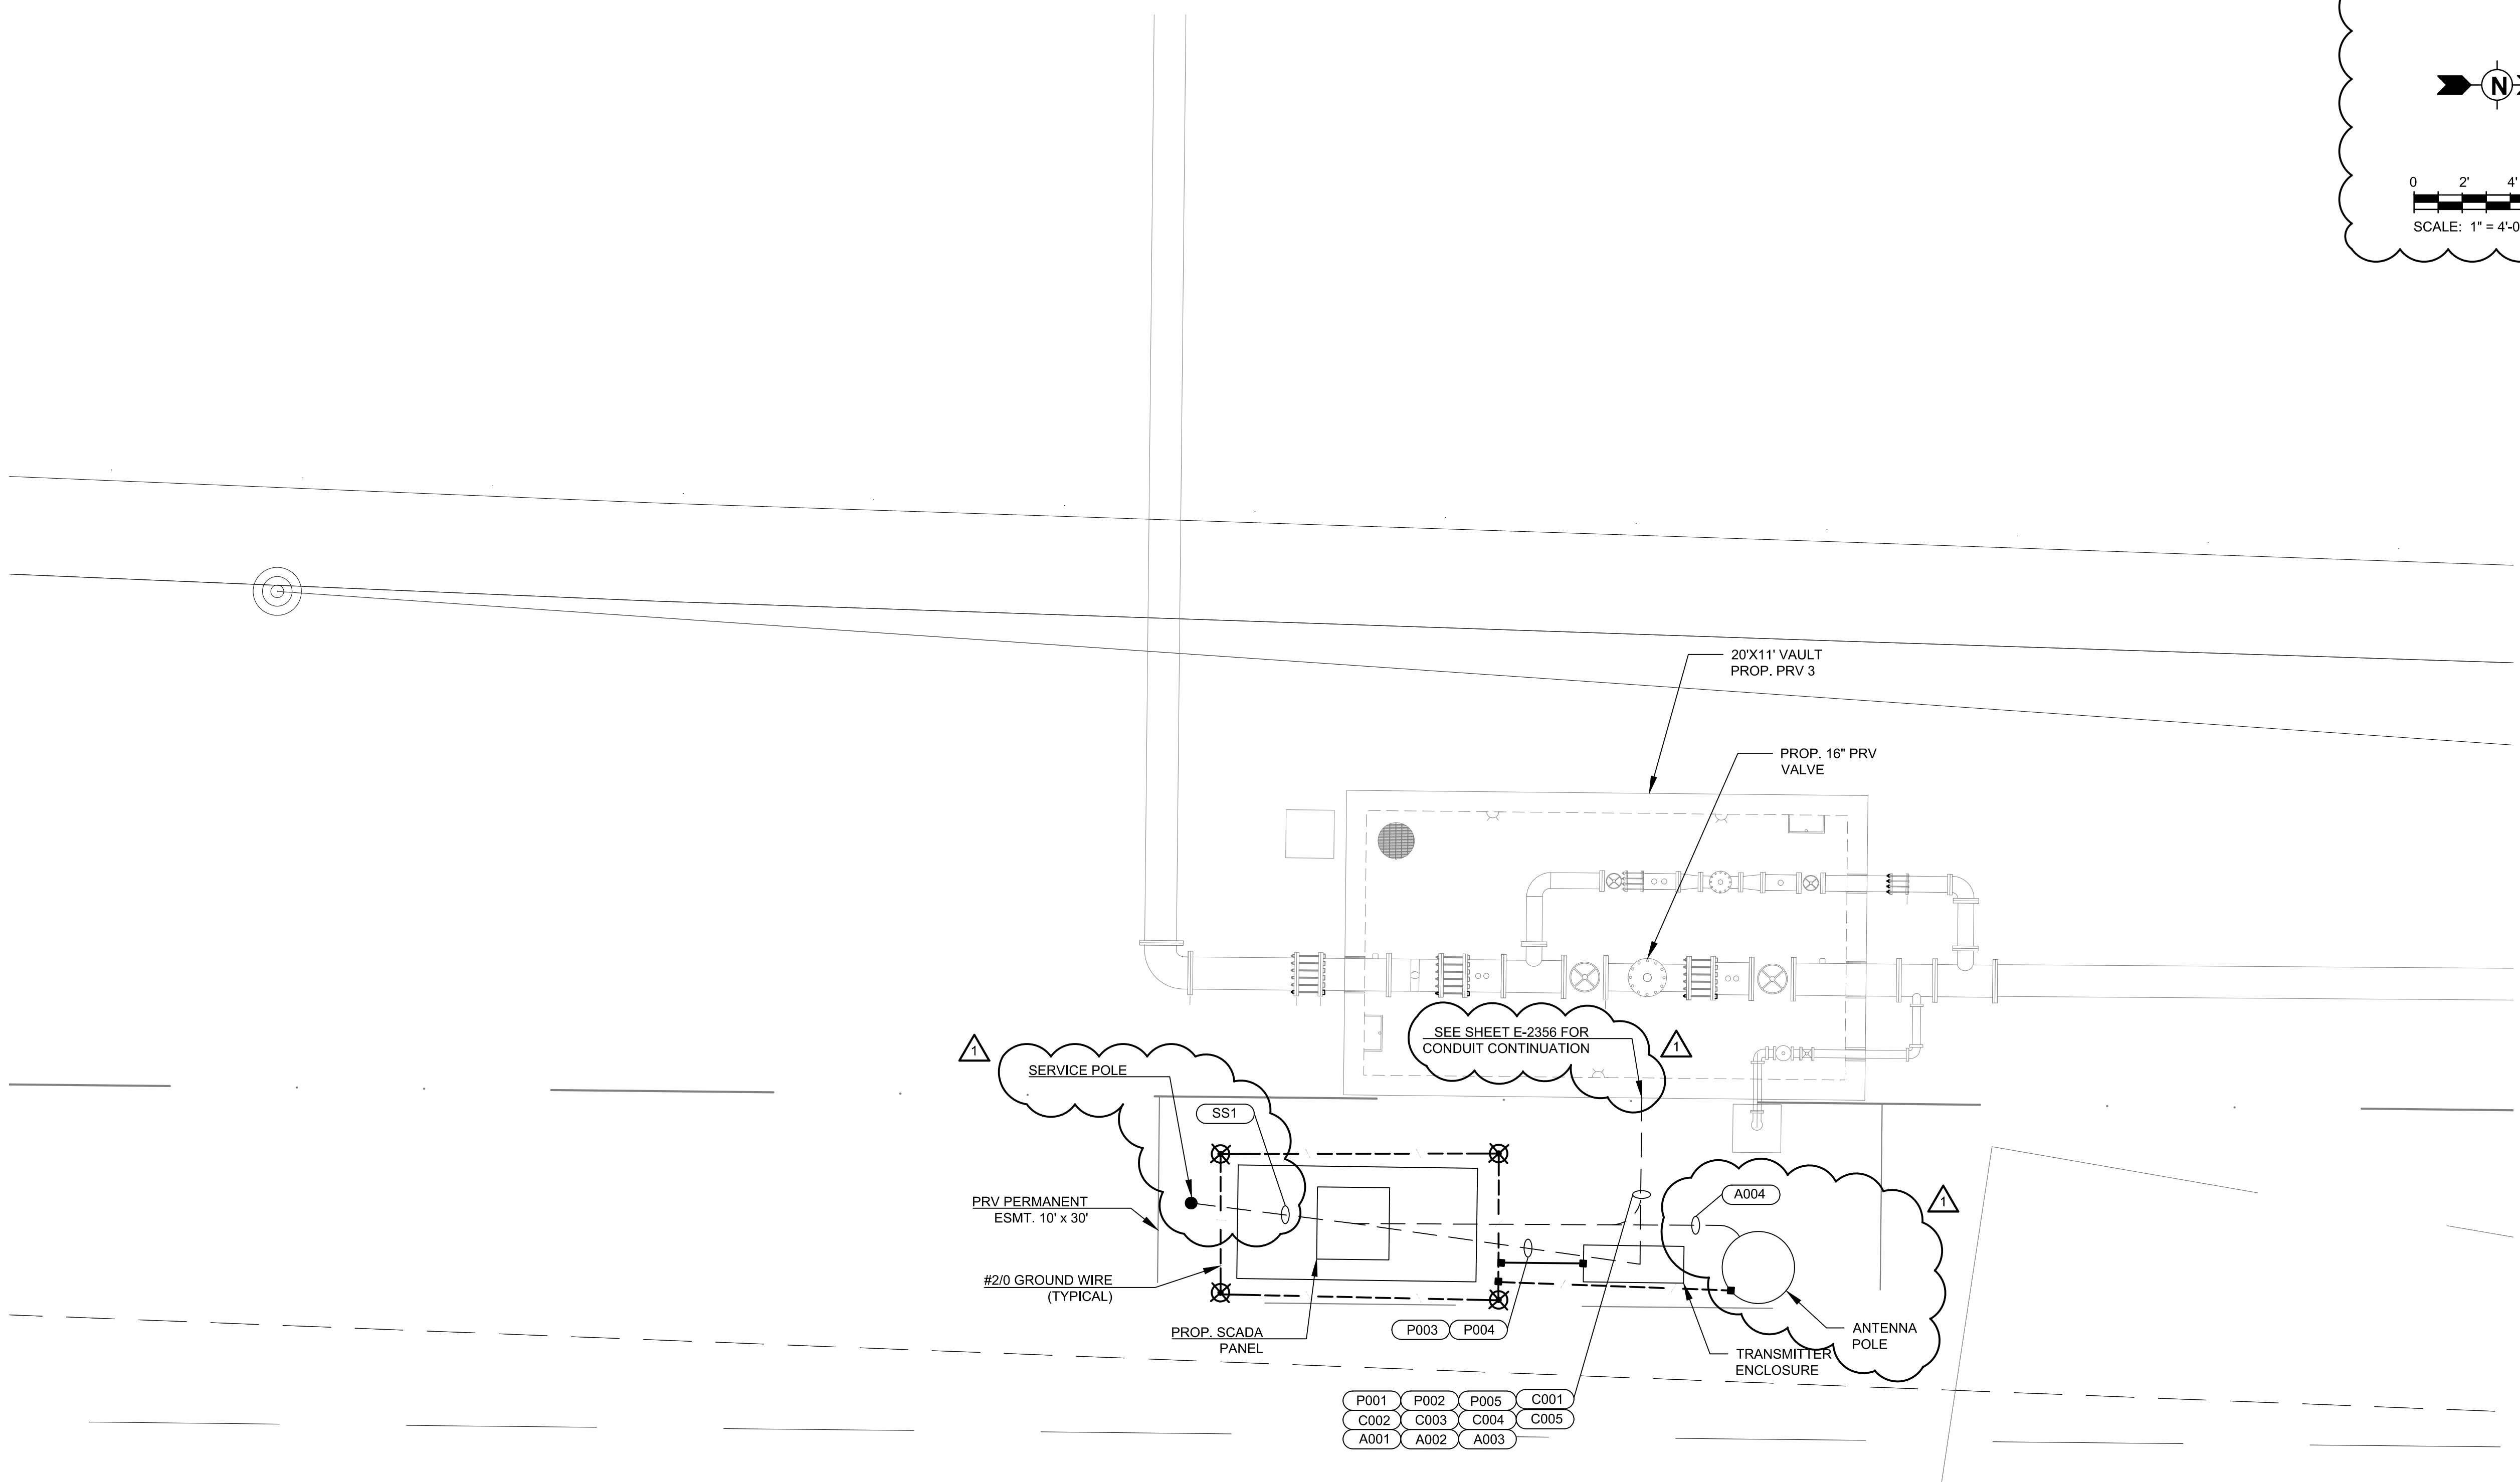 N
0 2' 4'
SCALE: 1" = 4'-0
20'X11' VAULT
PROP. PRV 3
PROP. 16" PRV
VALVE
SEE SHEET E-2356 FOR
CONDUIT CONTINUATION
1
1
SERVICE POLE
SS1
PRV PERMANENT
ESMT. 10' x 30'
A004
1
#2/0 GROUND WIRE
(TYPICAL)
PROP. SCADA
PANEL
P003 P004
ANTENNA
POLE
TRANSMITTER
ENCLOSURE
P001 P002 P005 C001
C002 C003 C004 C005
A001 A002 A003